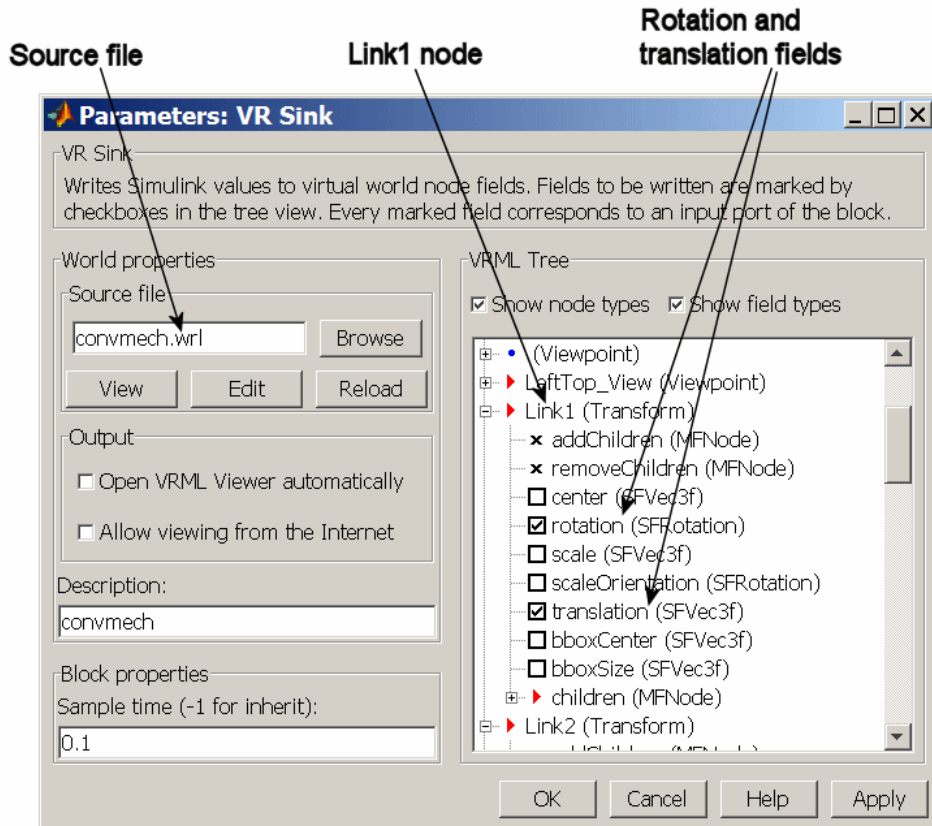 Rotation and
translation fields
Source file
Link1 node
Parameters: VR Sink
VR Sink
Writes Simulink values to virtual world node fields. Fields to be written are marked by
checkboxes in the tree view. Every marked field corresponds to an input port of the block.
World properties
Source file
convmech.wrl
Browse
View
Edit
Reload
Output
Open VRML Viewer automatically
Allow viewing from the Internet
Description:
convmech
Block properties
Sample time (-1 for inherit):
0.1
VRML Tree
Show node types
Show field types
(Viewpoint)
LeftTop_View (Viewpoint)
Link1 (Transform)
addChildren (MFNode)
removeChildren (MFNode)
center (SFVec3f)
rotation (SFRotation)
scale (SFVec3f)
scaleOrientation (SFRotation)
translation (SFVec3f)
bboxCenter (SFVec3f)
bboxSize (SFVec3f)
children (MFNode)
Link2 (Transform)
OK
Cancel
Help
Apply